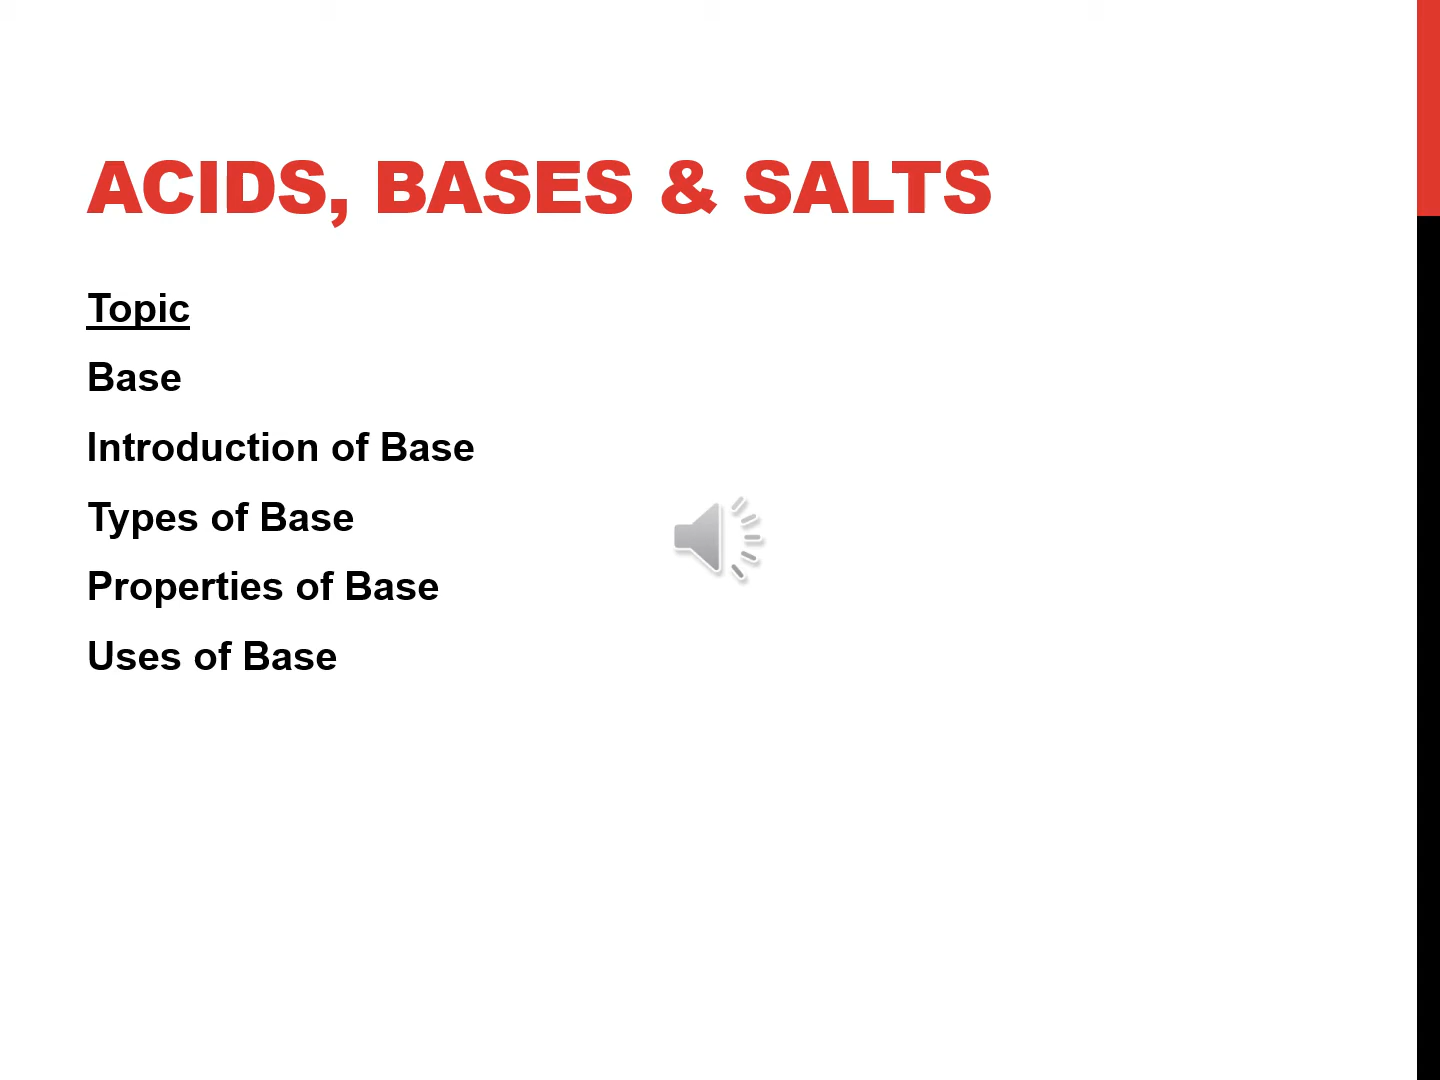 ACIDS, BASES & SALTS
Topic
Base
Introduction of Base
Types of Base
Properties of Base
Uses of Base